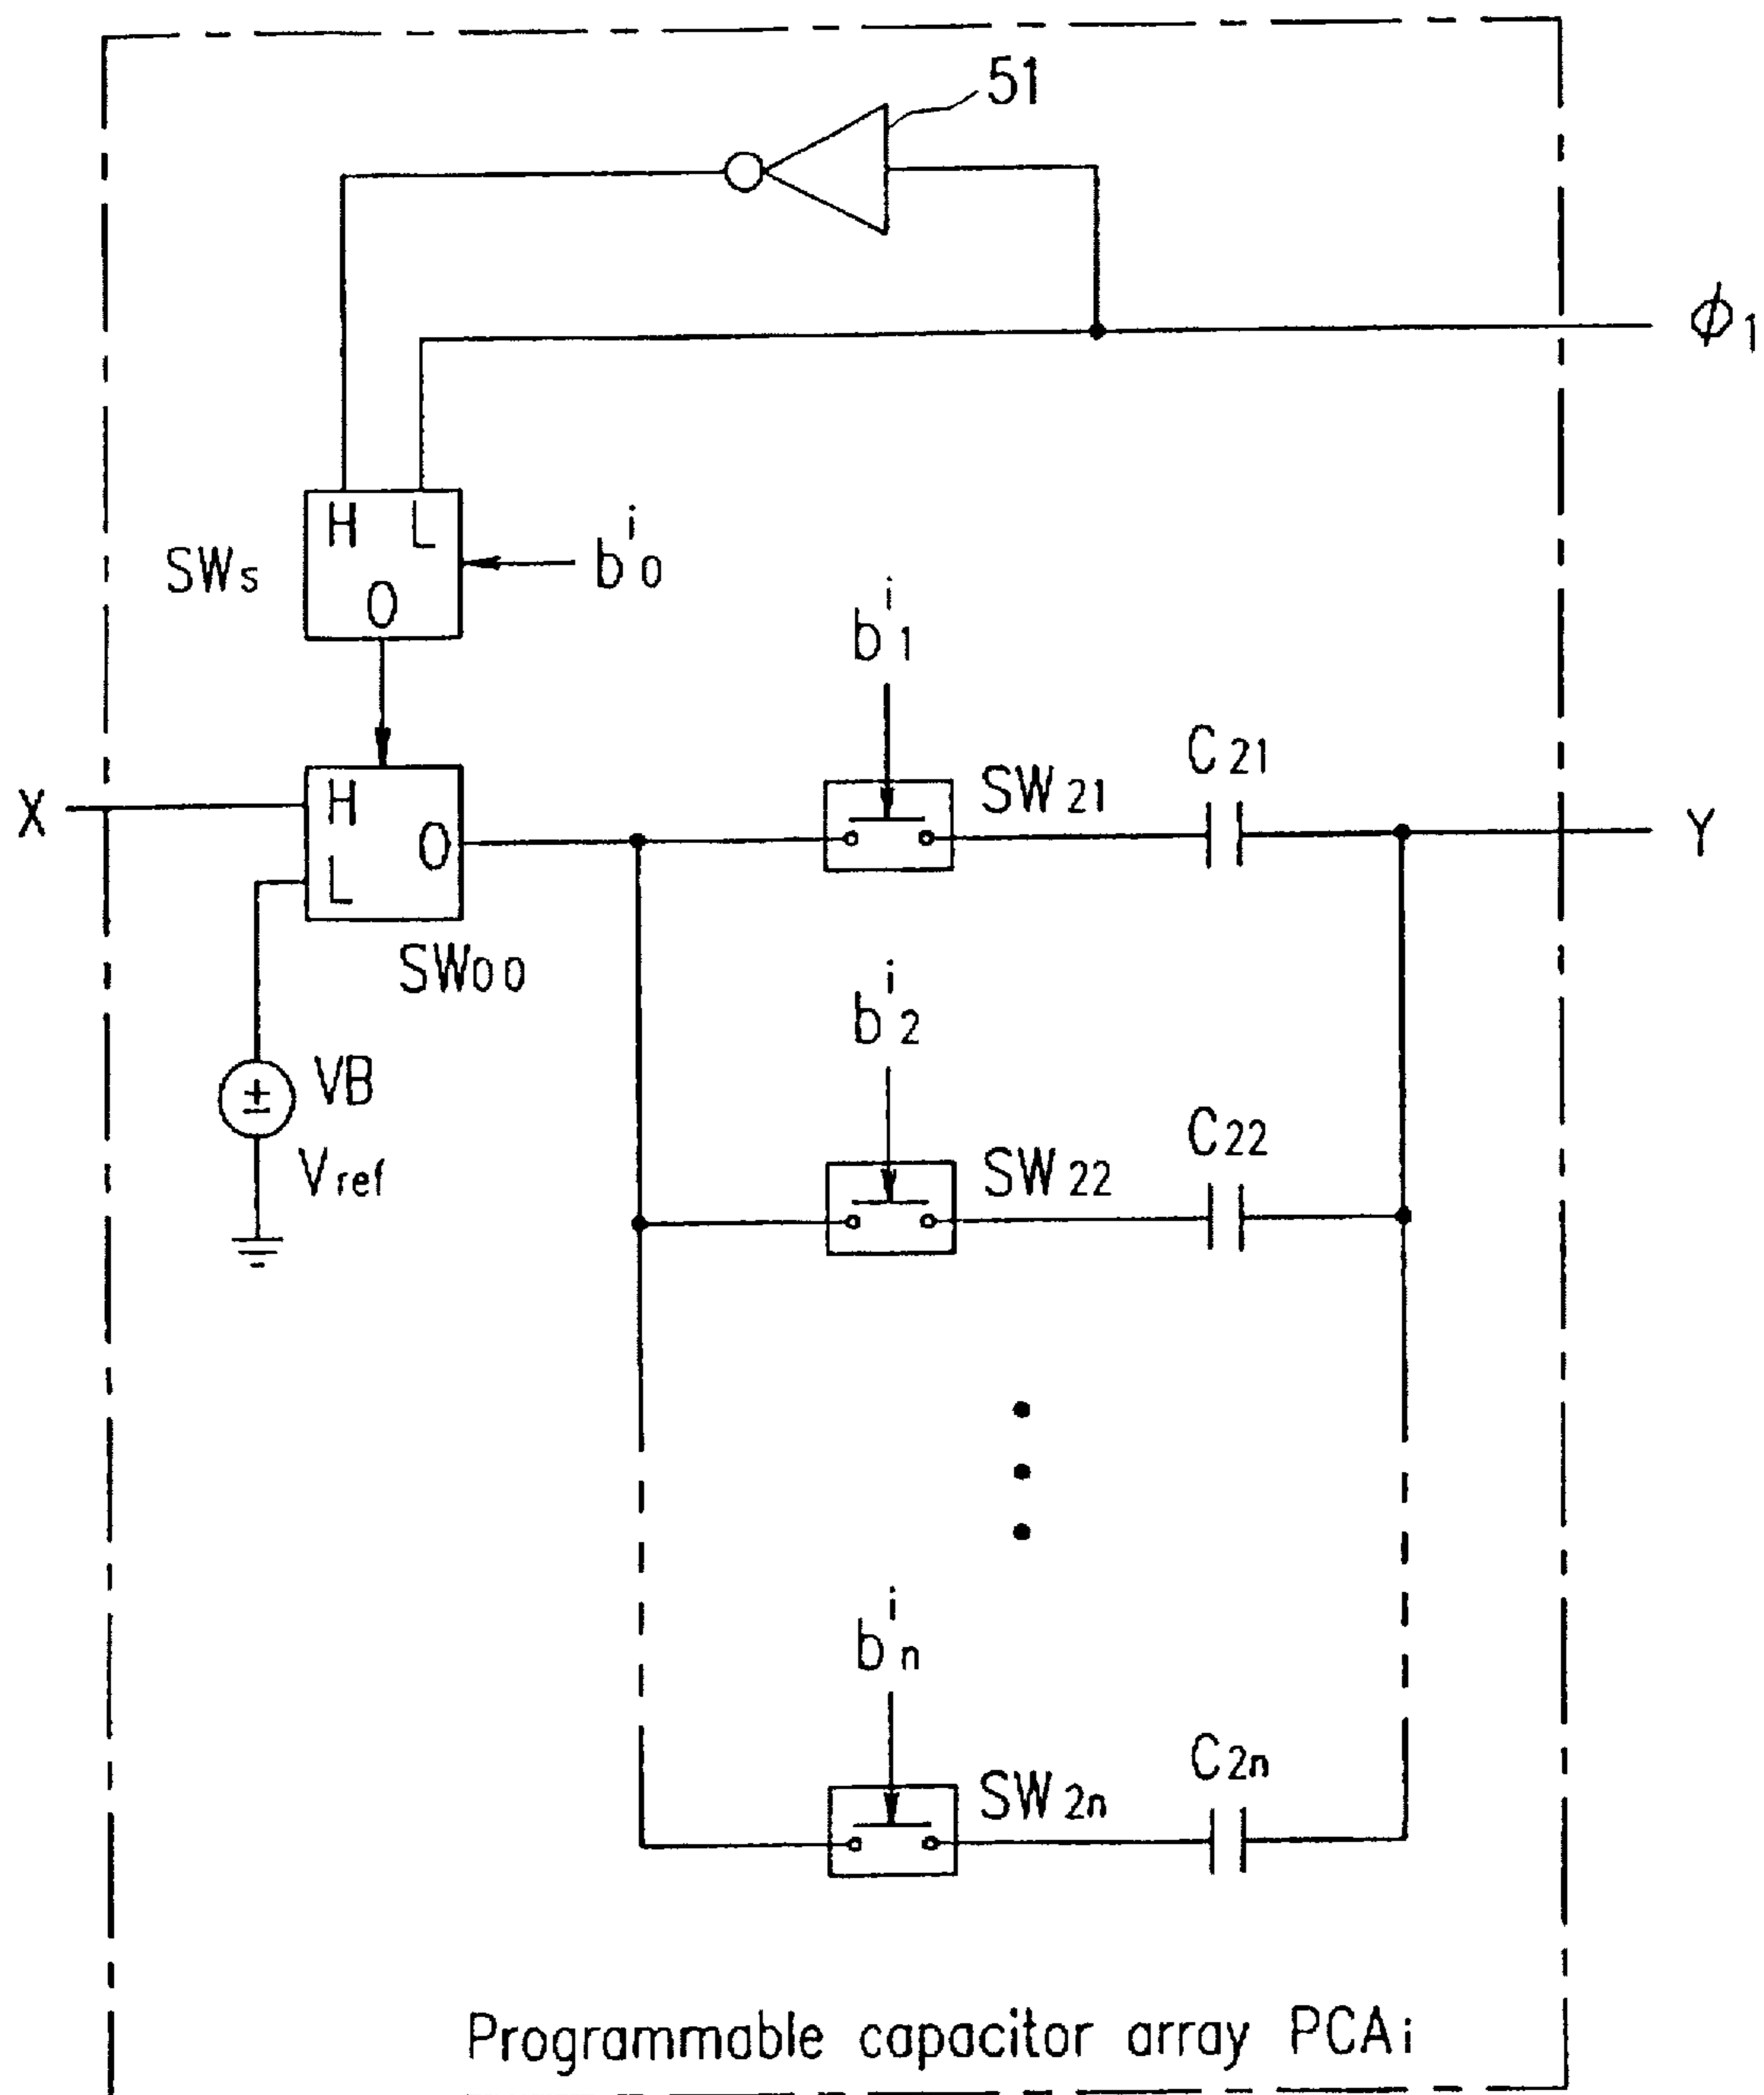 51
ϕ1
H L
O
SWs
b^i_0
b^i_1
X
H
L
O
SW00
SW21
C21
Y
VB
Vref
b^i_2
SW22
C22
b^i_n
SW2n
C2n
Programmable capacitor array PCAi